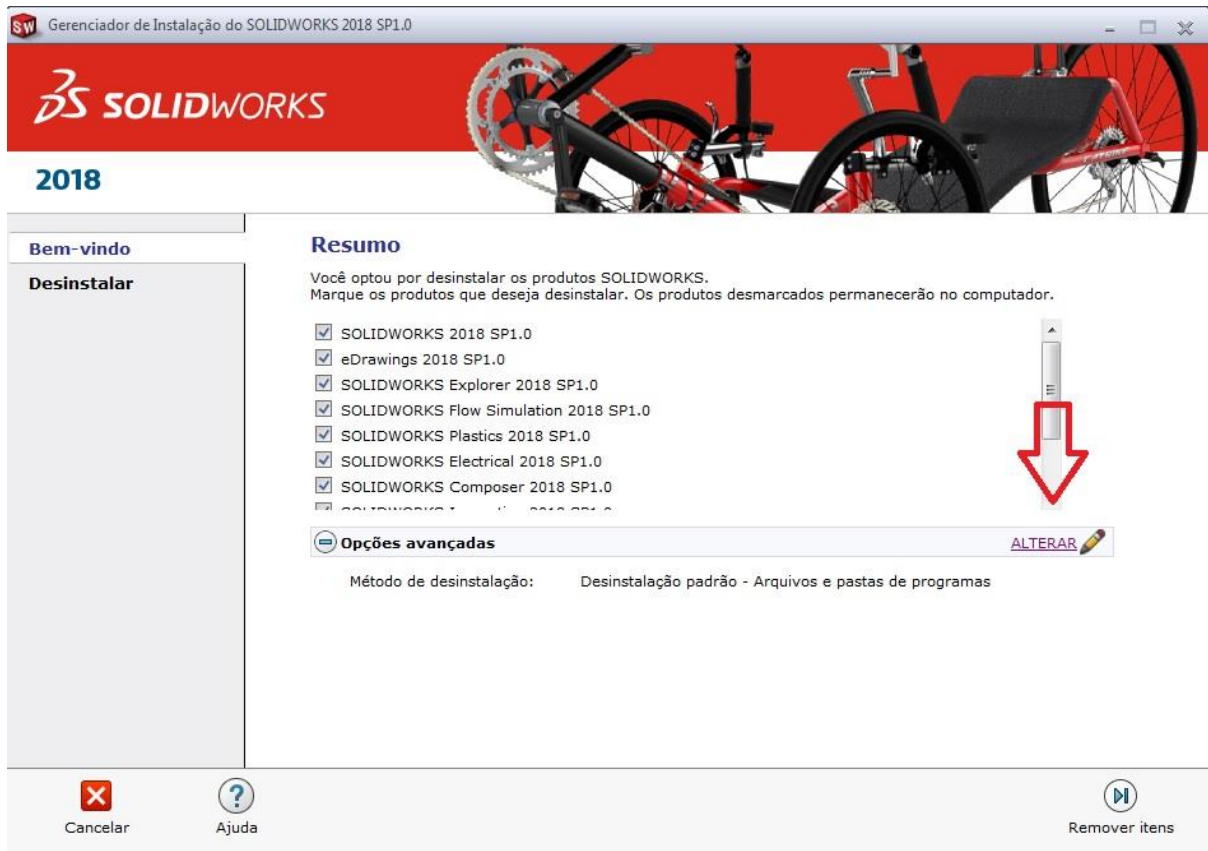 Gerenciador de Instalação do SOLIDWORKS 2018 SP1.0
SOLIDWORKS
2018
Bem-vindo
Desinstalar
Resumo
Você optou por desinstalar os produtos SOLIDWORKS.
Marque os produtos que deseja desinstalar. Os produtos desmarcados permanecerão no computador.
SOLIDWORKS 2018 SP1.0
eDrawings 2018 SP1.0
SOLIDWORKS Explorer 2018 SP1.0
SOLIDWORKS Flow Simulation 2018 SP1.0
SOLIDWORKS Plastics 2018 SP1.0
SOLIDWORKS Electrical 2018 SP1.0
SOLIDWORKS Composer 2018 SP1.0
Opções avançadas
ALTERAR
Método de desinstalação: Desinstalação padrão - Arquivos e pastas de programas
Cancelar
Ajuda
Remover itens